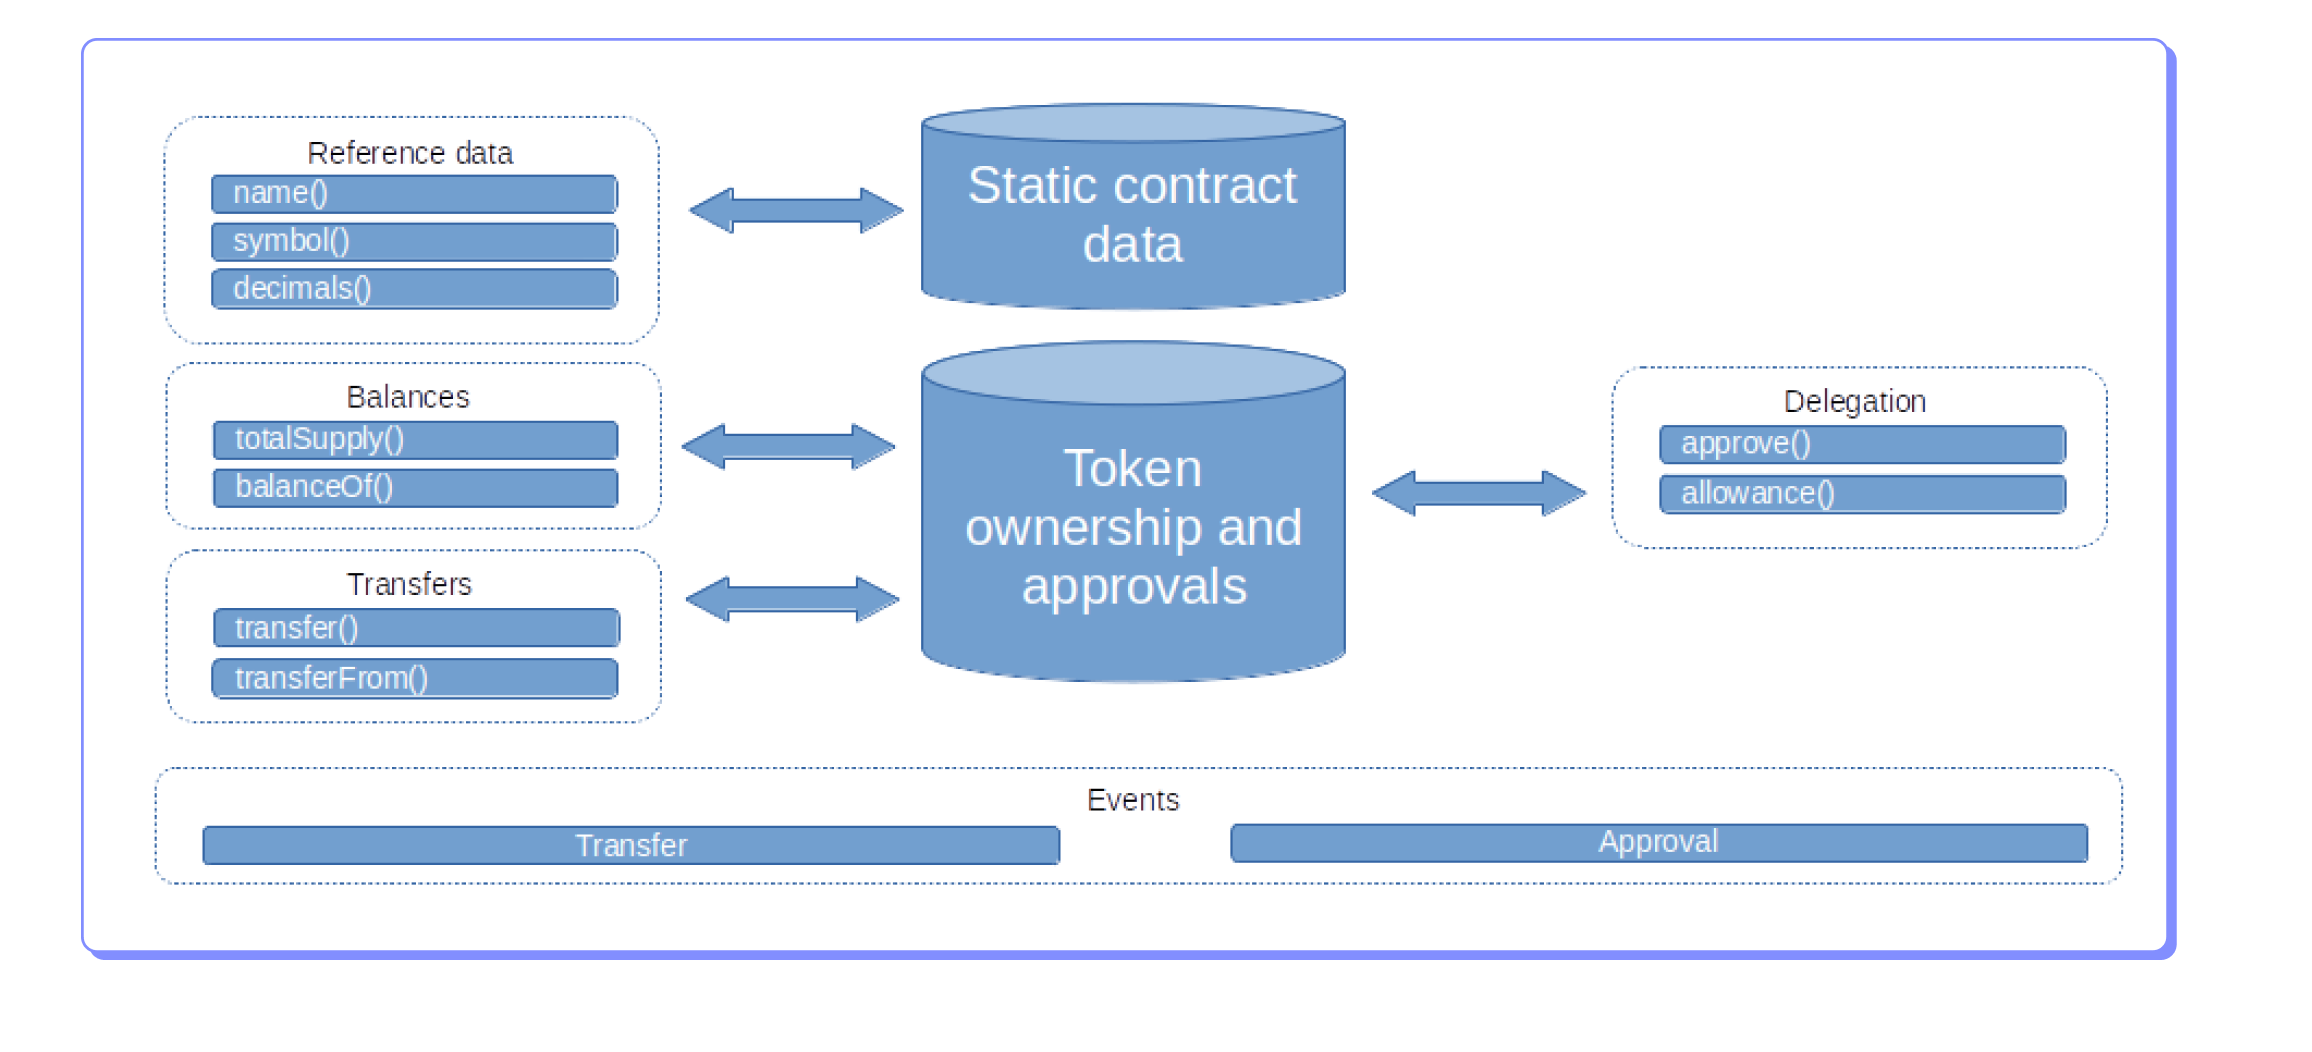 Reference data
name()
symbol()
decimals()
Static contract
data
Balances
totalSupply()
balanceOf()
Transfers
transfer()
transferFrom()
Token
ownership and
approvals
Delegation
approve()
allowance()
Events
Transfer
Approval